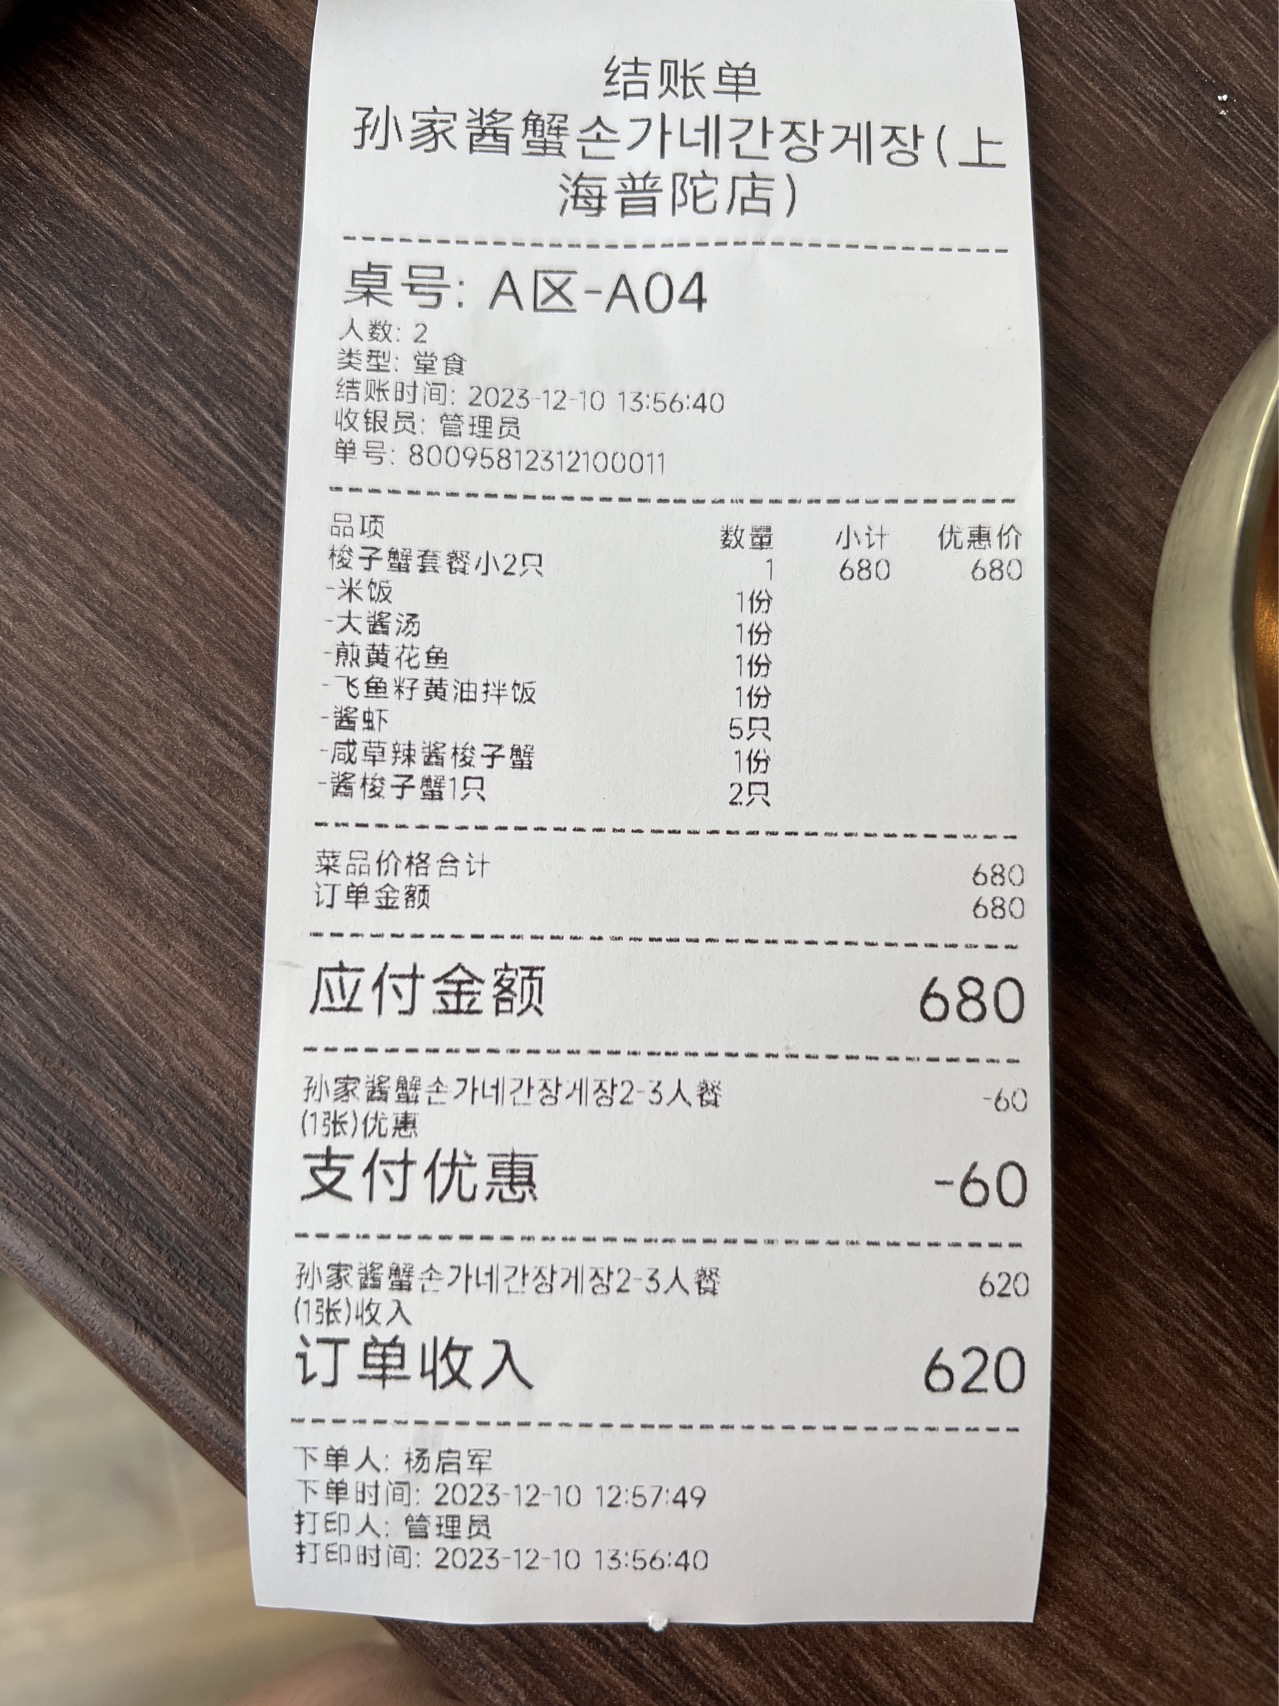 结账单
孙家酱蟹손가네간장게장(上
海普陀店)
桌号: A区-A04
人数: 2
类型: 堂食
结账时间: 2023-12-10 13:56:40
收银员: 管理员
单号: 80095812312100011
品项 数量 小计 优惠价
梭子蟹套餐小2只 1 680 680
-米饭 1份
-大酱汤 1份
-煎黄花鱼 1份
-飞鱼籽黄油拌饭 1份
-酱虾 5只
-咸草辣酱梭子蟹 1份
-酱梭子蟹1只 2只
菜品价格合计 680
订单金额 680
应付金额 680
孙家酱蟹손가네간장게장2-3人餐 -60
(1张)优惠
支付优惠 -60
孙家酱蟹손가네간장게장2-3人餐 620
(1张)收入
订单收入 620
下单人: 杨启军
下单时间: 2023-12-10 12:57:49
打印人: 管理员
打印时间: 2023-12-10 13:56:40